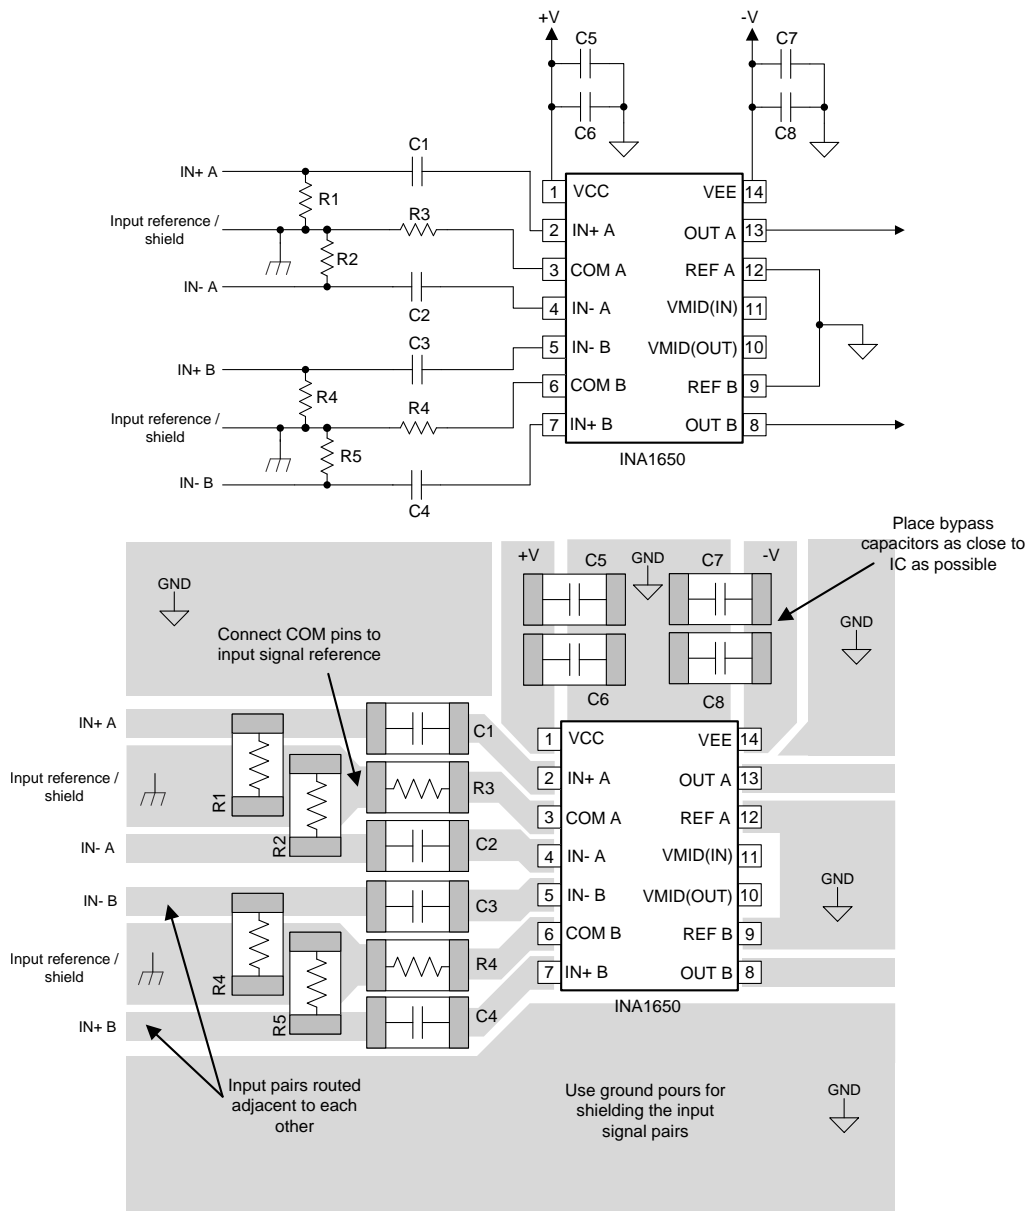 +V
-V
C5
C7
C6
C8
C1
IN+ A
R1
1
VCC
VEE
14
Input reference /
shield
R3
2
IN+ A
OUT A
13
R2
3
COM A
REF A
12
IN- A
4
IN- A
VMID(IN)
11
C2
C3
5
IN- B
VMID(OUT)
10
IN+ B
R4
6
COM B
REF B
9
Input reference /
shield
R4
7
IN+ B
OUT B
8
R5
IN- B
C4
INA1650
Place bypass
capacitors as close to
IC as possible
+V
C5
GND
C7
-V
GND
GND
Connect COM pins to
input signal reference
C6
C8
IN+ A
C1
1
VCC
VEE
14
Input reference /
shield
R1
R3
2
IN+ A
OUT A
13
3
COM A
REF A
12
IN- A
R2
C2
4
IN- A
VMID(IN)
11
IN- B
C3
5
IN- B
VMID(OUT)
10
GND
6
COM B
REF B
9
Input reference /
shield
R4
R4
7
IN+ B
OUT B
8
IN+ B
R5
C4
INA1650
Input pairs routed
adjacent to each
other
Use ground pours for
shielding the input
signal pairs
GND